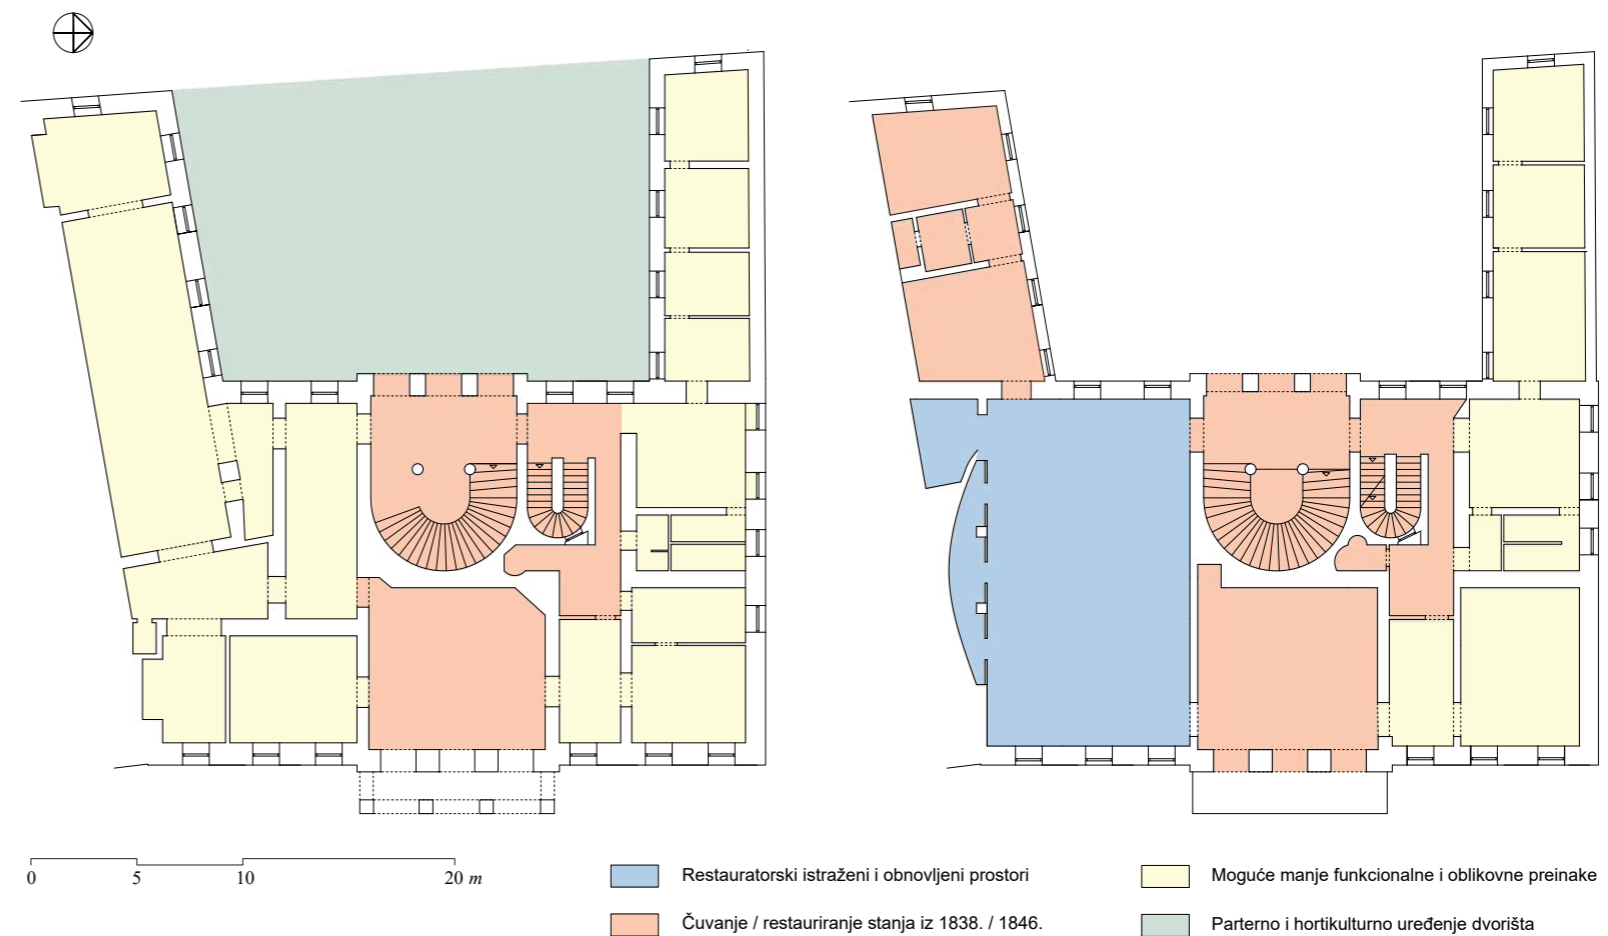 0 5 10 20 m
Restauratorski istraženi i obnovljeni prostori
Čuvanje / restauriranje stanja iz 1838. / 1846.
Moguće manje funkcionalne i oblikovne preinake
Parterno i hortikulturno uređenje dvorišta